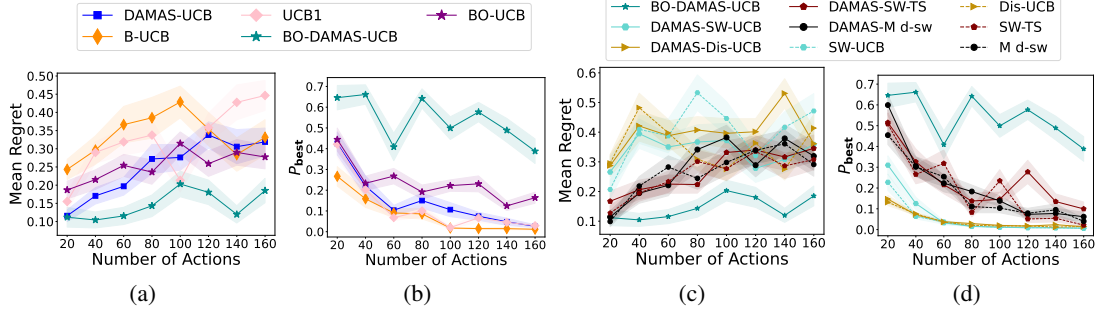 DAMAS-UCB UCB1 BO-UCB
B-UCB BO-DAMAS-UCB
BO-DAMAS-UCB DAMAS-SW-TS Dis-UCB
DAMAS-SW-UCB DAMAS-M d-sw SW-TS
DAMAS-Dis-UCB SW-UCB M d-sw
Mean Regret
0.50
0.45
0.40
0.35
0.30
0.25
0.20
0.15
0.10
20 40 60 80 100 120 140 160
Number of Actions
(a)
P_best
0.7
0.6
0.5
0.4
0.3
0.2
0.1
0.0
20 40 60 80 100 120 140 160
Number of Actions
(b)
Mean Regret
0.6
0.5
0.4
0.3
0.2
0.1
20 40 60 80 100 120 140 160
Number of Actions
(c)
P_best
0.7
0.6
0.5
0.4
0.3
0.2
0.1
0.0
20 40 60 80 100 120 140 160
Number of Actions
(d)